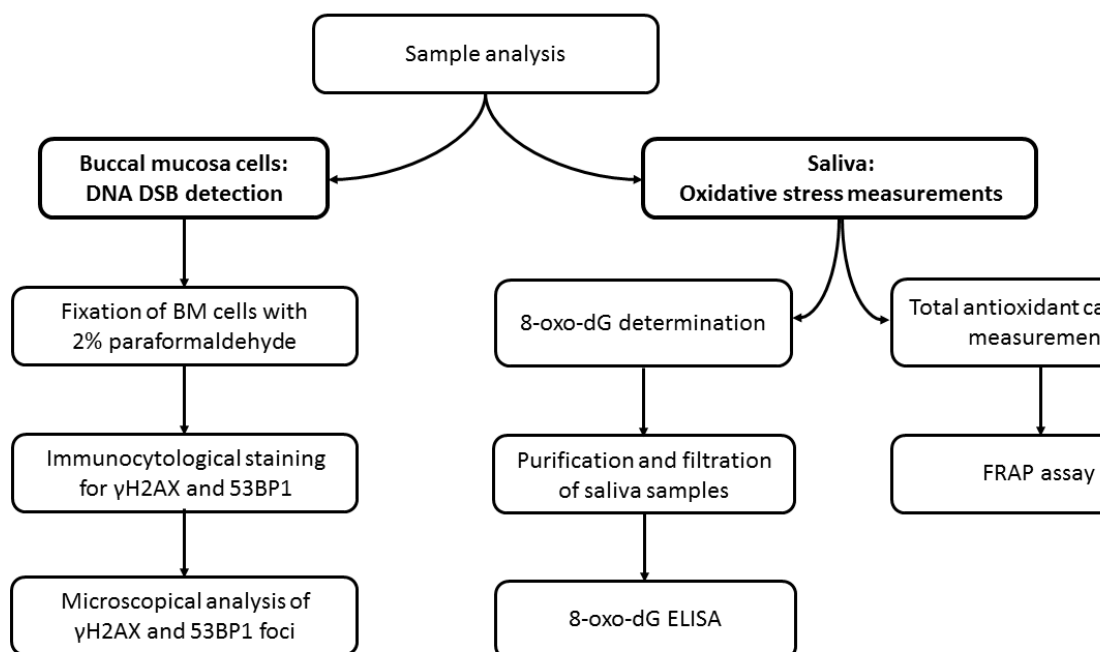 Sample analysis
Buccal mucosa cells:
DNA DSB detection
Saliva:
Oxidative stress measurements
Fixation of BM cells with
2% paraformaldehyde
8-oxo-dG determination
Total antioxidant
Immunocytological staining
for γH2AX and 53BP1
Purification and filtration
of saliva samples
FRAP assay
Microscopical analysis of
γH2AX and 53BP1 foci
8-oxo-dG ELISA